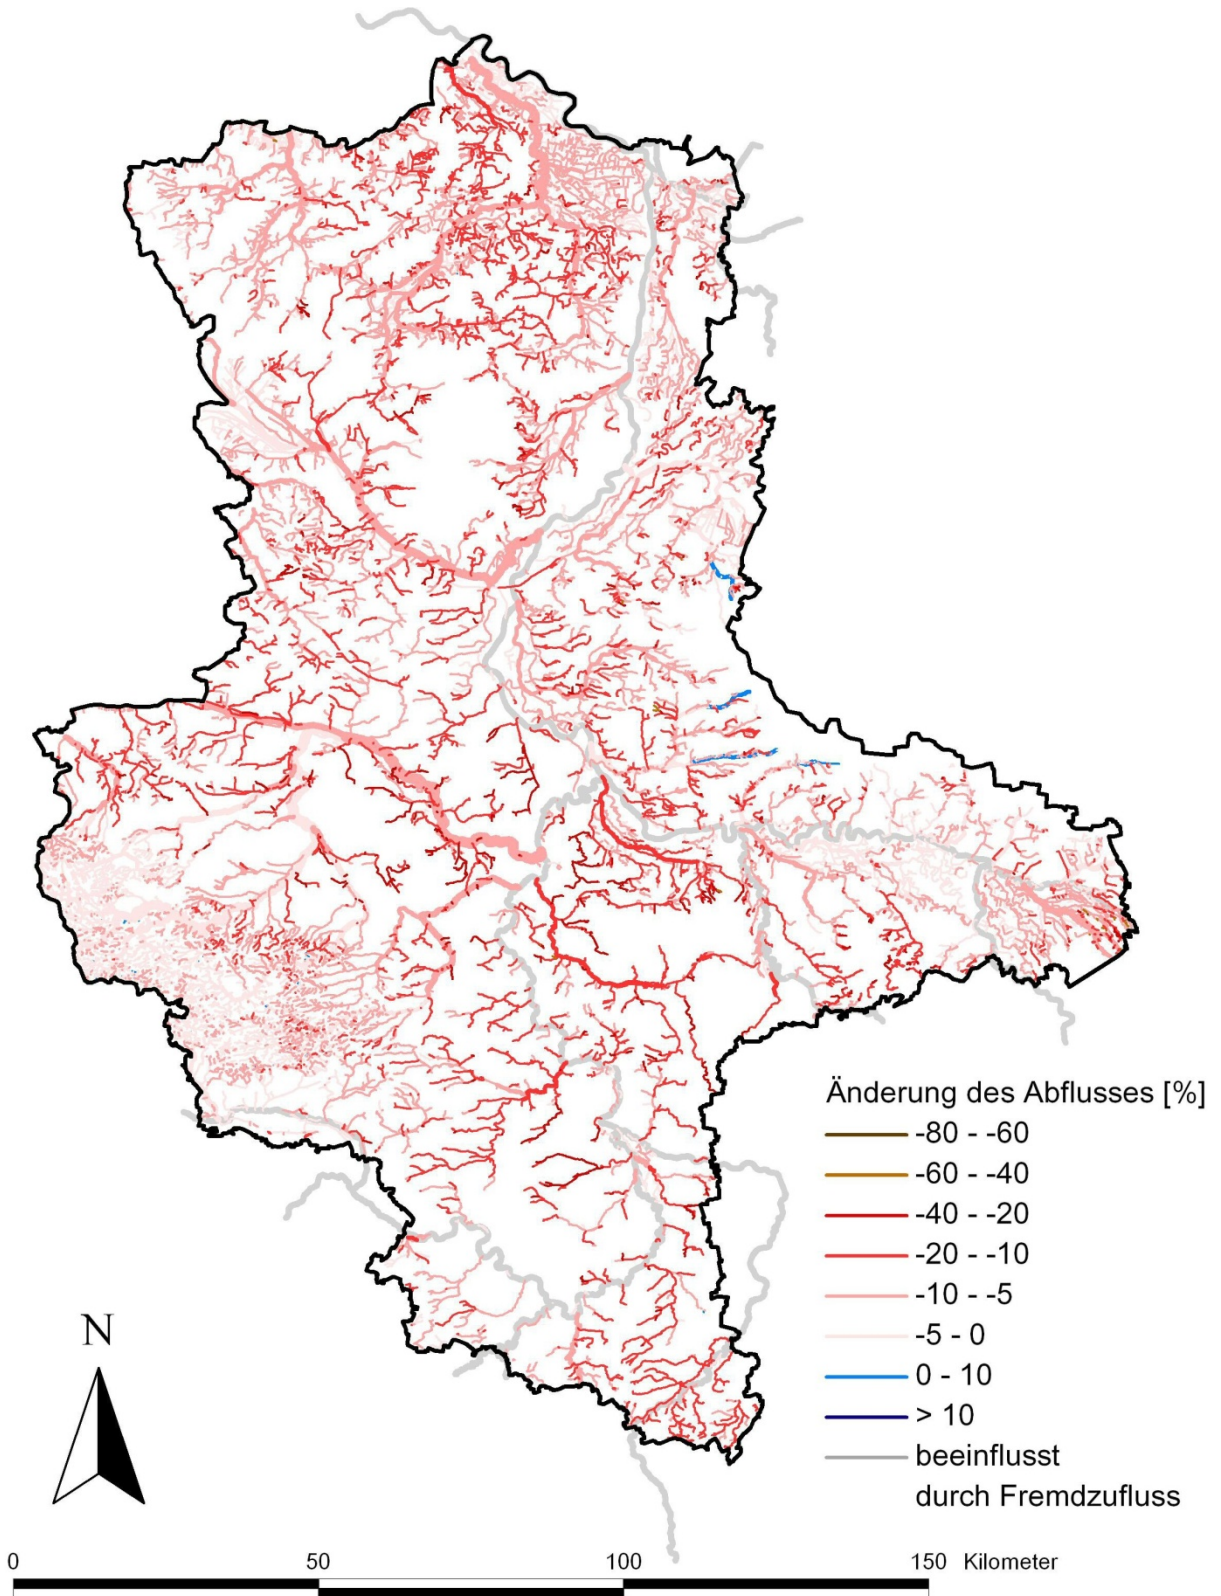 Änderung des Abflusses [%]
-80 - -60
-60 - -40
-40 - -20
-20 - -10
-10 - -5
-5 - 0
0 - 10
> 10
beeinflusst
durch Fremdzufluss
N
0 50 100 150 Kilometer